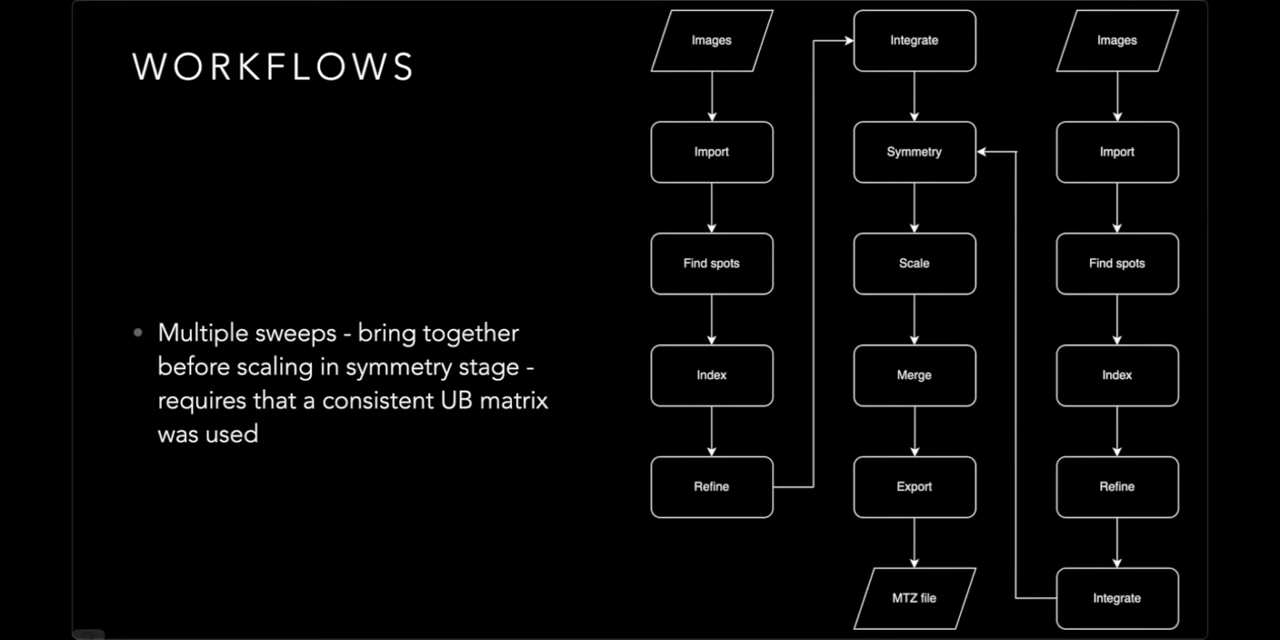 WORKFLOWS
Multiple sweeps - bring together
before scaling in symmetry stage -
requires that a consistent UB matrix
was used
Images
Import
Find spots
Index
Refine
Integrate
Symmetry
Scale
Merge
Export
MTZ file
Images
Import
Find spots
Index
Refine
Integrate